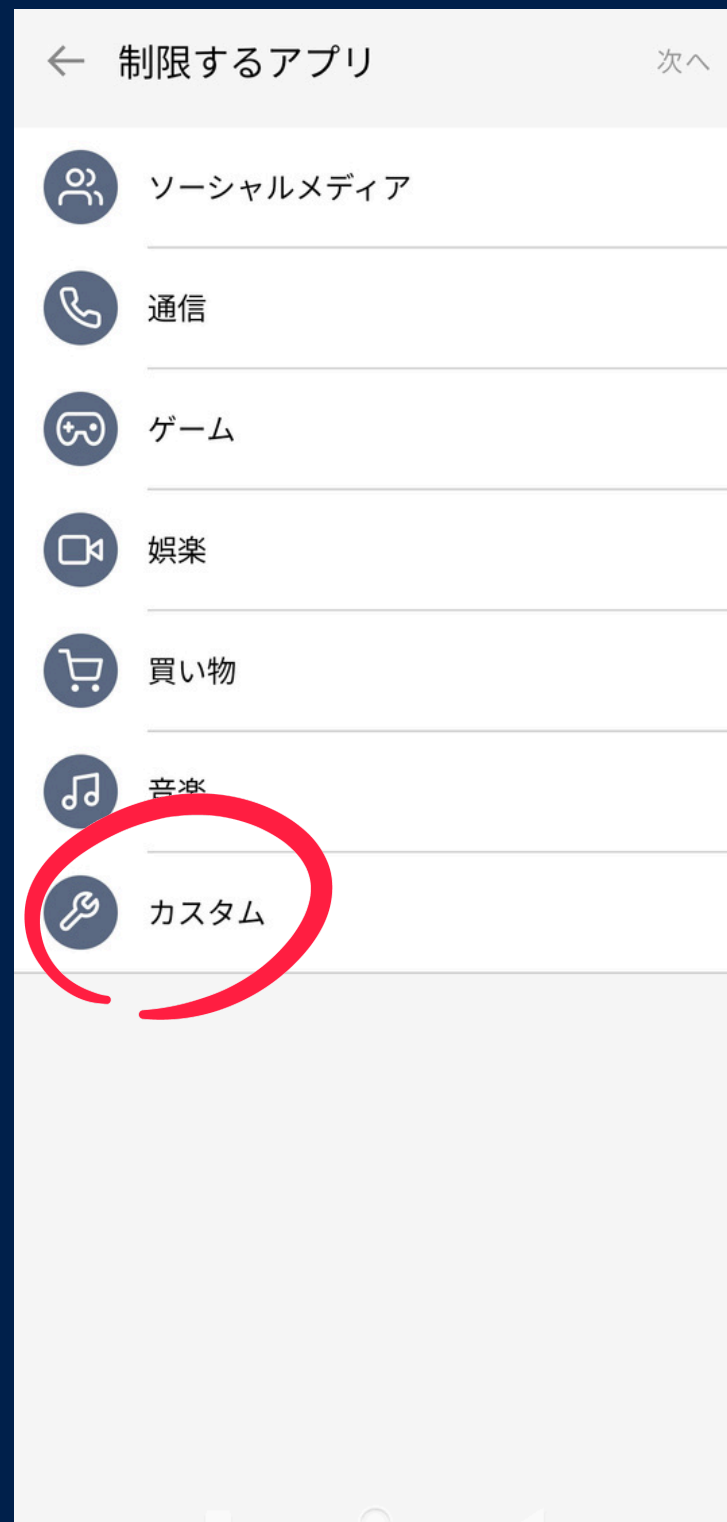 制限するアプリ
次へ
ソーシャルメディア
通信
ゲーム
娯楽
買い物
音楽
カスタム